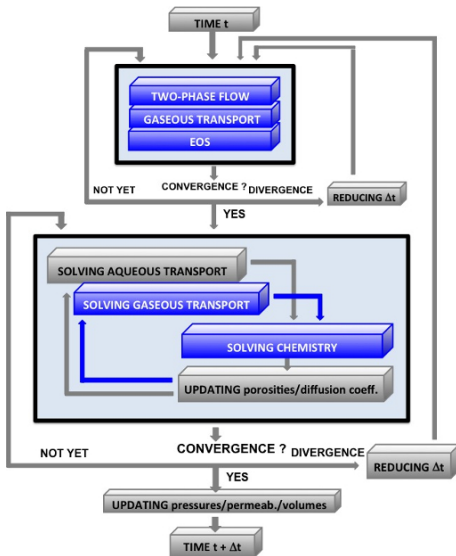 TIME t
TWO-PHASE FLOW
GASEOUS TRANSPORT
EOS
CONVERGENCE ?
NOT YET
DIVERGENCE
REDUCING Δt
YES
SOLVING AQUEOUS TRANSPORT
SOLVING GASEOUS TRANSPORT
SOLVING CHEMISTRY
UPDATING porosities/diffusion coeff.
CONVERGENCE ?
NOT YET
DIVERGENCE
REDUCING Δt
YES
UPDATING pressures/permeab./volumes
TIME t + Δt